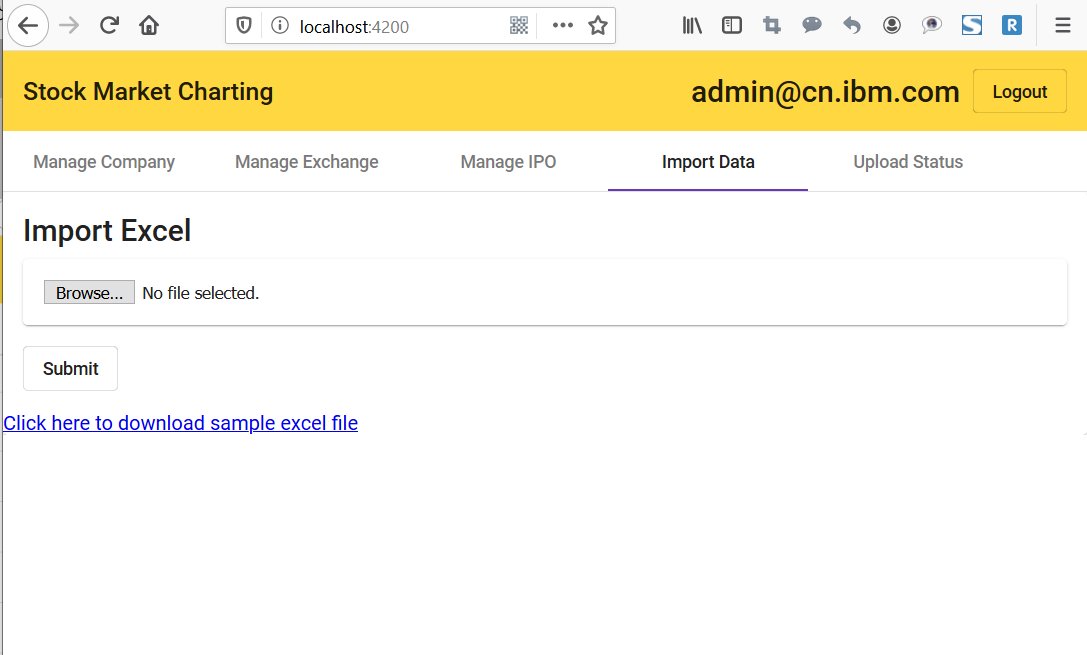 localhost:4200
S R
Stock Market Charting admin@cn.ibm.com Logout
Manage Company Manage Exchange Manage IPO Import Data Upload Status
Import Excel
Browse... No file selected.
Submit
Click here to download sample excel file